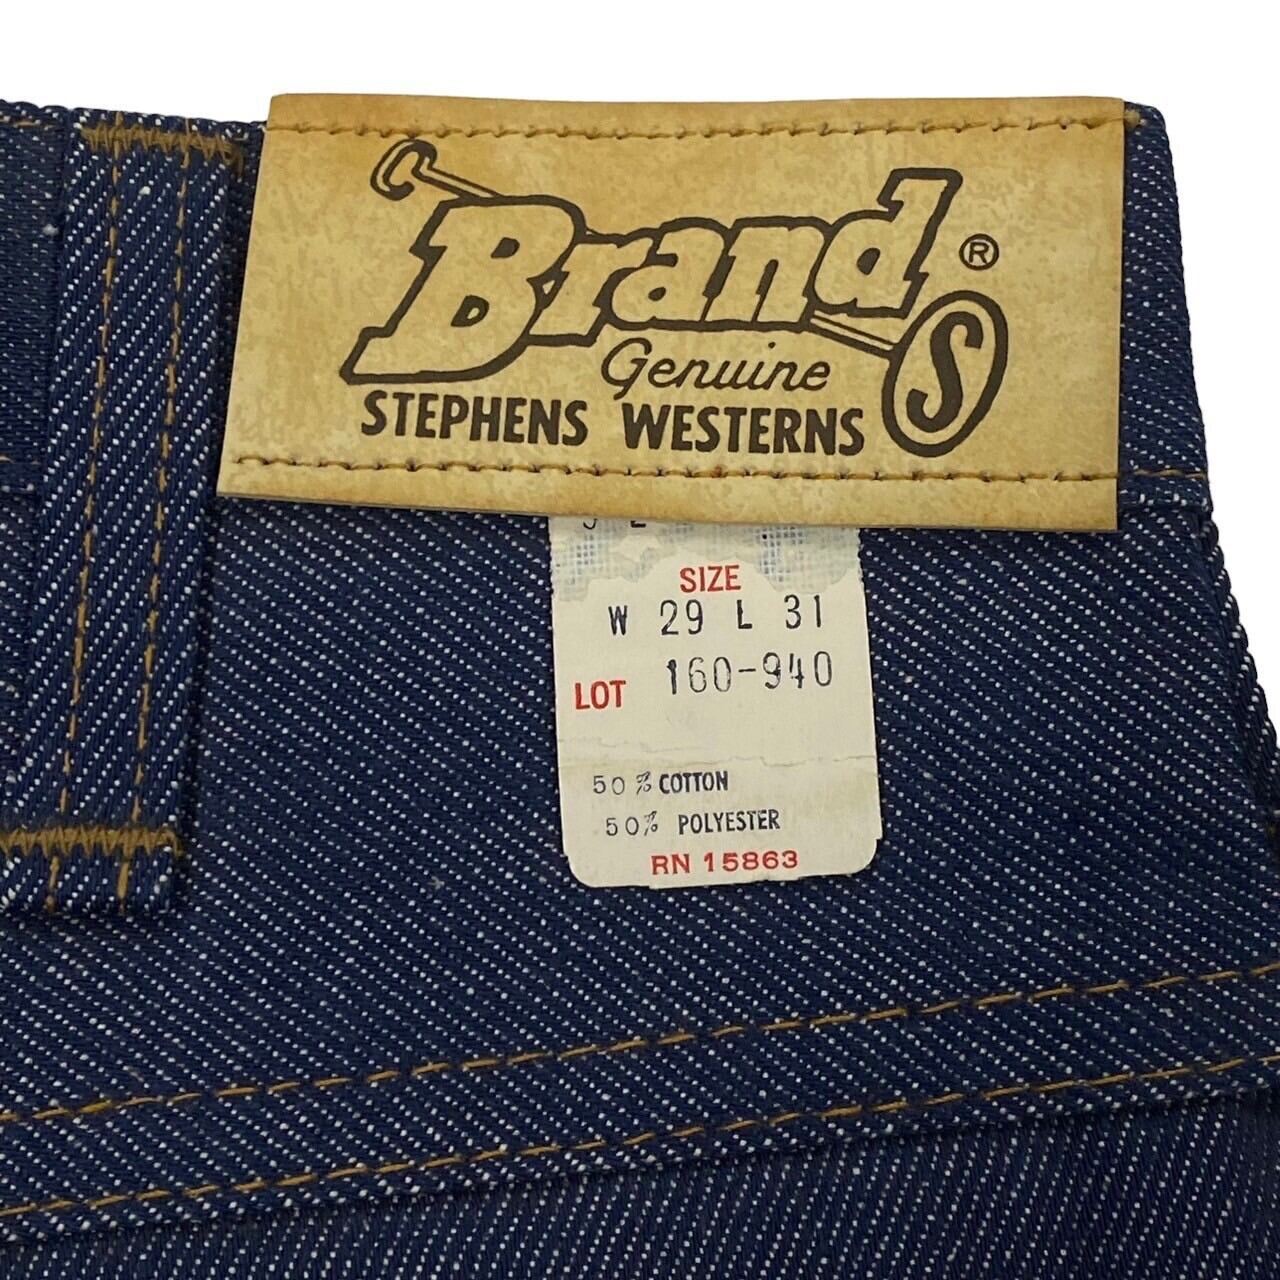 Brand S ®
Genuine
STEPHENS WESTERNS
SIZE
W 29 L 31
LOT 160-940
50% COTTON
50% POLYESTER
RN 15863